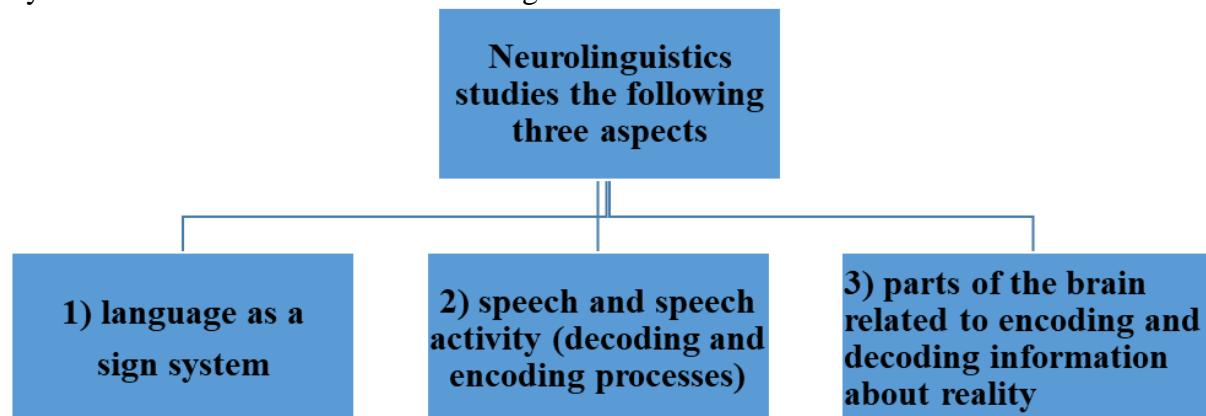 Neurolinguistics
studies the following
three aspects
1) language as a
sign system
2) speech and speech
activity (decoding and
encoding processes)
3) parts of the brain
related to encoding and
decoding information
about reality